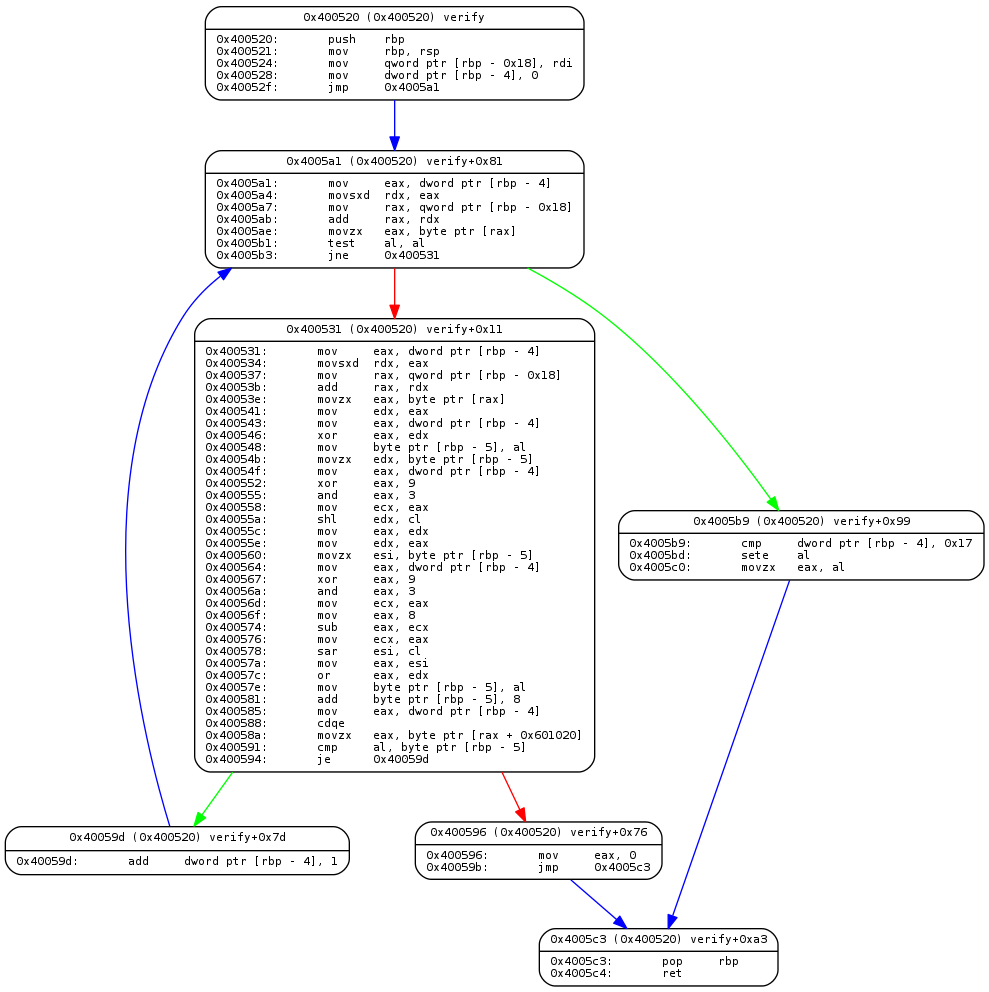 0x400520 (0x400520) verify
0x400520: push rbp
0x400521: mov rbp, rsp
0x400524: mov qword ptr [rbp - 0x18], rdi
0x400528: mov dword ptr [rbp - 4], 0
0x40052f: jmp 0x4005a1
0x4005a1 (0x400520) verify+0x81
0x4005a1: mov eax, dword ptr [rbp - 4]
0x4005a4: movsxd rdx, eax
0x4005a7: mov rax, qword ptr [rbp - 0x18]
0x4005ab: add rax, rdx
0x4005ae: movzx eax, byte ptr [rax]
0x4005b1: test al, al
0x4005b3: jne 0x400531
0x400531 (0x400520) verify+0x11
0x400531: mov eax, dword ptr [rbp - 4]
0x400534: movsxd rdx, eax
0x400537: mov rax, qword ptr [rbp - 0x18]
0x40053b: add rax, rdx
0x40053e: movzx eax, byte ptr [rax]
0x400541: mov edx, eax
0x400543: mov eax, dword ptr [rbp - 4]
0x400546: xor eax, edx
0x400548: mov byte ptr [rbp - 5], al
0x40054b: movzx edx, byte ptr [rbp - 5]
0x40054f: mov eax, dword ptr [rbp - 4]
0x400552: xor eax, 9
0x400555: and eax, 3
0x400558: mov ecx, eax
0x40055a: shl edx, cl
0x40055c: mov eax, edx
0x40055e: mov edx, eax
0x400560: movzx esi, byte ptr [rbp - 5]
0x400564: mov eax, dword ptr [rbp - 4]
0x400567: xor eax, 9
0x40056a: and eax, 3
0x40056d: mov ecx, eax
0x40056f: mov eax, 8
0x400574: sub eax, ecx
0x400576: mov ecx, eax
0x400578: sar esi, cl
0x40057a: mov eax, esi
0x40057c: or eax, edx
0x40057e: mov byte ptr [rbp - 5], al
0x400581: add byte ptr [rbp - 5], 8
0x400585: mov eax, dword ptr [rbp - 4]
0x400588: cdqe
0x40058a: movzx eax, byte ptr [rax + 0x601020]
0x400591: cmp al, byte ptr [rbp - 5]
0x400594: je 0x40059d
0x4005b9 (0x400520) verify+0x99
0x4005b9: cmp dword ptr [rbp - 4], 0x17
0x4005bd: sete al
0x4005c0: movzx eax, al
0x40059d (0x400520) verify+0x7d
0x40059d: add dword ptr [rbp - 4], 1
0x400596 (0x400520) verify+0x76
0x400596: mov eax, 0
0x40059b: jmp 0x4005c3
0x4005c3 (0x400520) verify+0xa3
0x4005c3: pop rbp
0x4005c4: ret